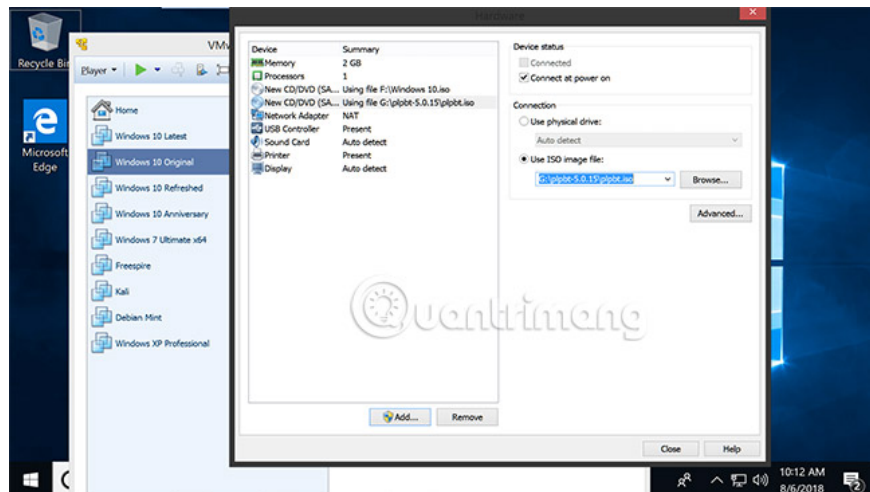 Hardware
Recycle Bin
VMw
Player
Microsoft
Edge
Home
Windows 10 Latest
Windows 10 Original
Windows 10 Refreshed
Windows 10 Anniversary
Windows 7 Ultimate x64
Freespire
Kali
Debian Mint
Windows XP Professional
Device Summary
Memory 2 GB
Processors 1
New CD/DVD (SA... Using file F:\Windows 10.iso
New CD/DVD (SA... Using file G:\plpbt-5.0.15\plpbt.iso
Network Adapter NAT
USB Controller Present
Sound Card Auto detect
Printer Present
Display Auto detect
Add... Remove
Device status
Connected
Connect at power on
Connection
Use physical drive:
Auto detect
Use ISO image file:
G:\plpbt-5.0.15\plpbt.iso Browse...
Advanced...
Quantrimang
Close Help
10:12 AM
8/6/2018
2